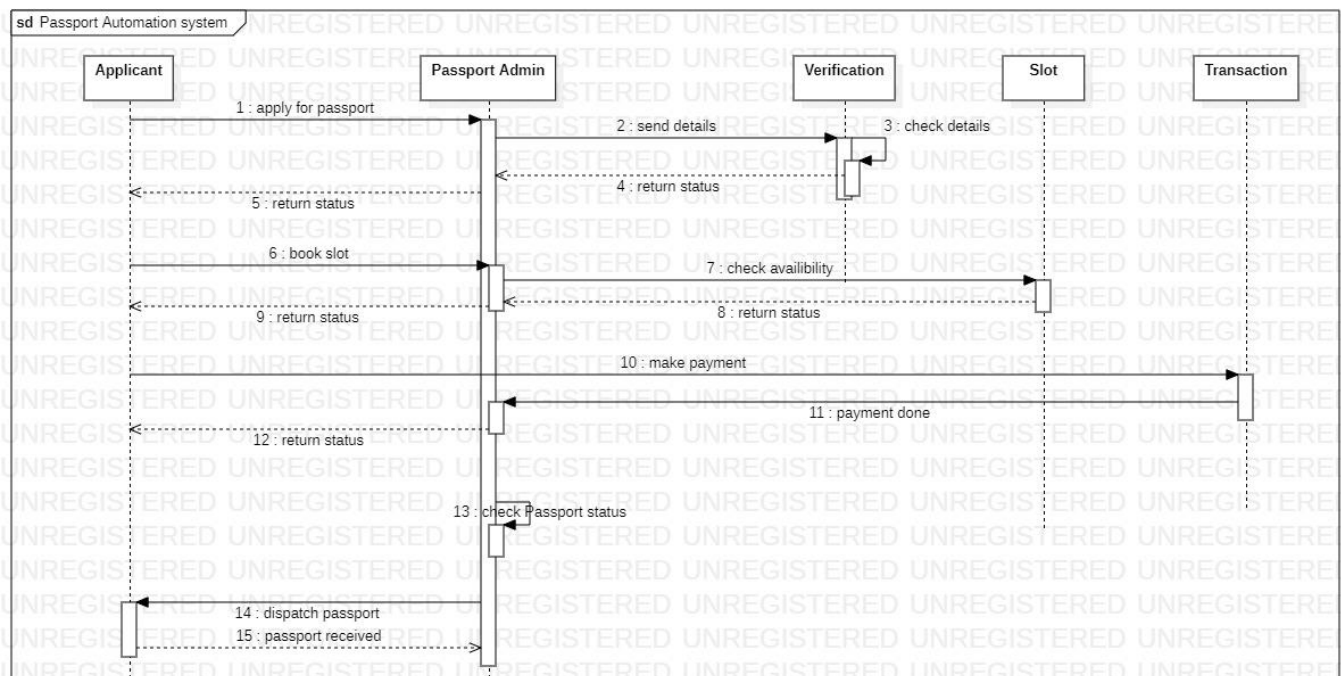 sd Passport Automation system
Applicant
Passport Admin
Verification
Slot
Transaction
1 : apply for passport
2 : send details
3 : check details
4 : return status
5 : return status
6 : book slot
7 : check availibility
8 : return status
9 : return status
10 : make payment
11 : payment done
12 : return status
13 : check Passport status
14 : dispatch passport
15 : passport received
UNREGISTERED